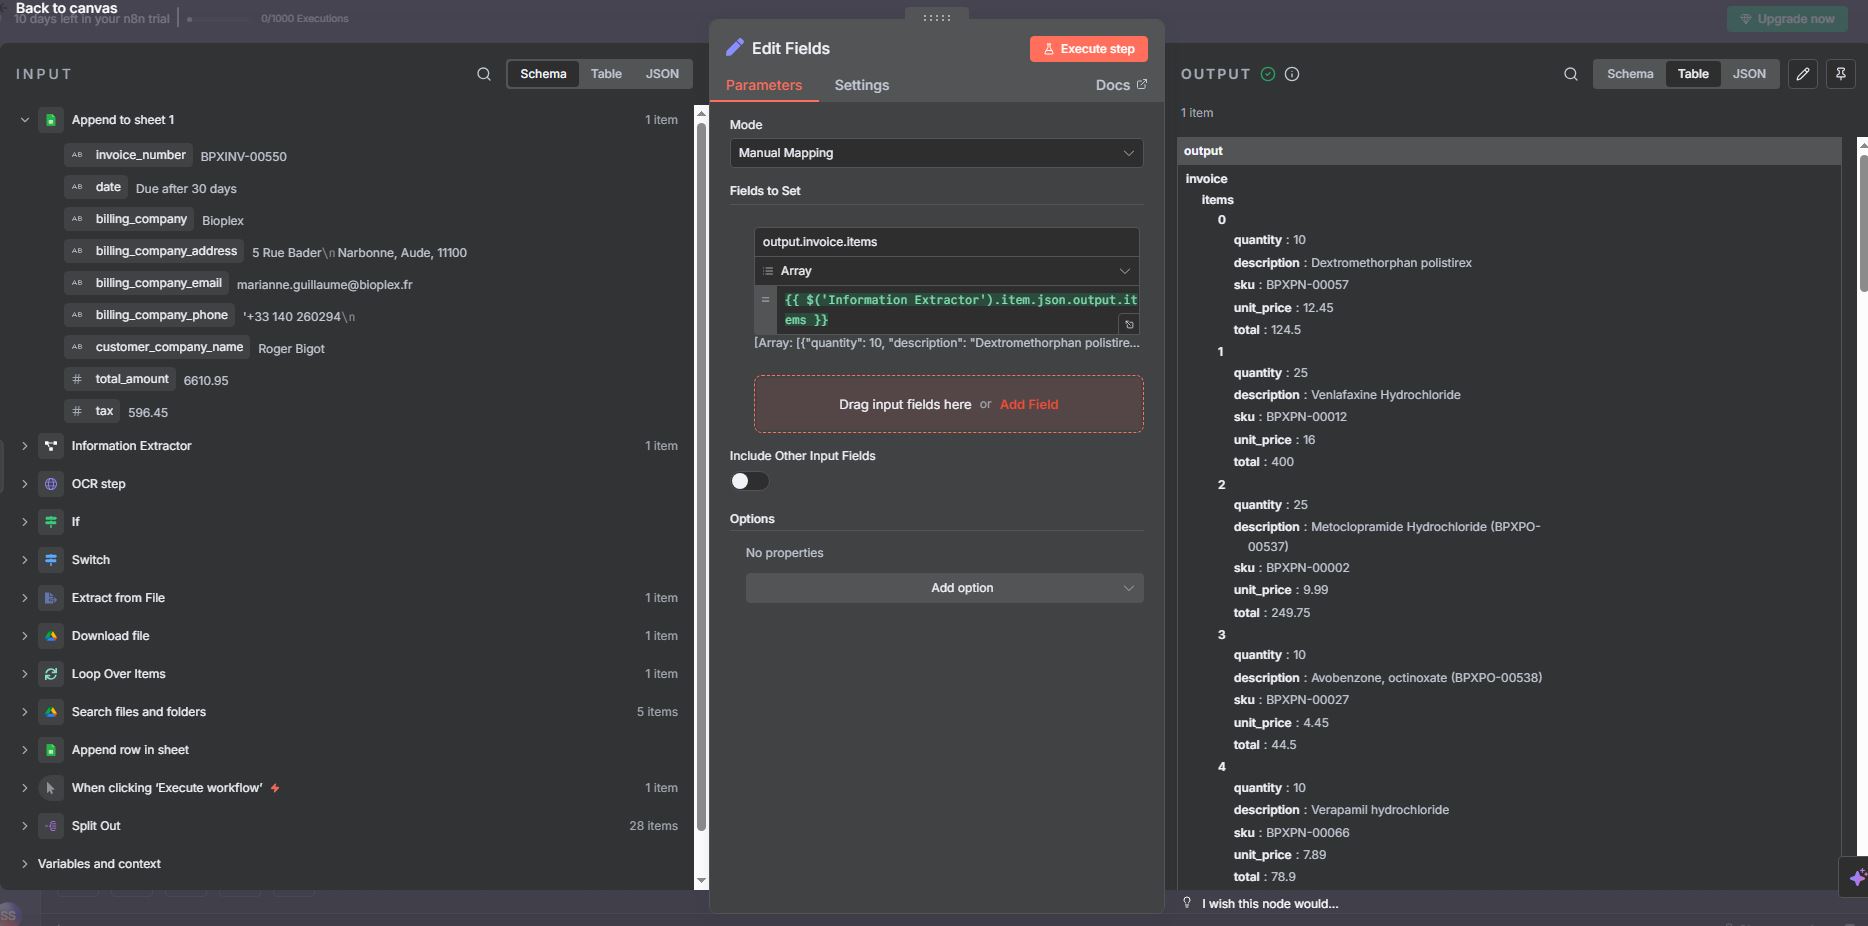 Back to canvas
10 days left in your n8n trial
0/1000 Executions
Upgrade now
INPUT
Schema
Table
JSON
Append to sheet 1
1 item
AB invoice_number BPXINV-00550
AB date Due after 30 days
AB billing_company Bioplex
AB billing_company_address 5 Rue Bader\n Narbonne, Aude, 11100
AB billing_company_email marianne.guillaume@bioplex.fr
AB billing_company_phone '+33 140 260294\n
AB customer_company_name Roger Bigot
# total_amount 6610.95
# tax 596.45
Information Extractor 1 item
OCR step
If
Switch
Extract from File 1 item
Download file 1 item
Loop Over Items 1 item
Search files and folders 5 items
Append row in sheet
When clicking ‘Execute workflow’ 1 item
Split Out 28 items
Variables and context
SS
Edit Fields
Execute step
Parameters
Settings
Docs
Mode
Manual Mapping
Fields to Set
output.invoice.items
Array
= {{ $('Information Extractor').item.json.output.it
ems }}
[Array: [{"quantity": 10, "description": "Dextromethorphan polistire...
Drag input fields here or Add Field
Include Other Input Fields
Options
No properties
Add option
OUTPUT
Schema
Table
JSON
1 item
output
invoice
items
0
quantity : 10
description : Dextromethorphan polistirex
sku : BPXPN-00057
unit_price : 12.45
total : 124.5
1
quantity : 25
description : Venlafaxine Hydrochloride
sku : BPXPN-00012
unit_price : 16
total : 400
2
quantity : 25
description : Metoclopramide Hydrochloride (BPXPO-
00537)
sku : BPXPN-00002
unit_price : 9.99
total : 249.75
3
quantity : 10
description : Avobenzone, octinoxate (BPXPO-00538)
sku : BPXPN-00027
unit_price : 4.45
total : 44.5
4
quantity : 10
description : Verapamil hydrochloride
sku : BPXPN-00066
unit_price : 7.89
total : 78.9
I wish this node would...